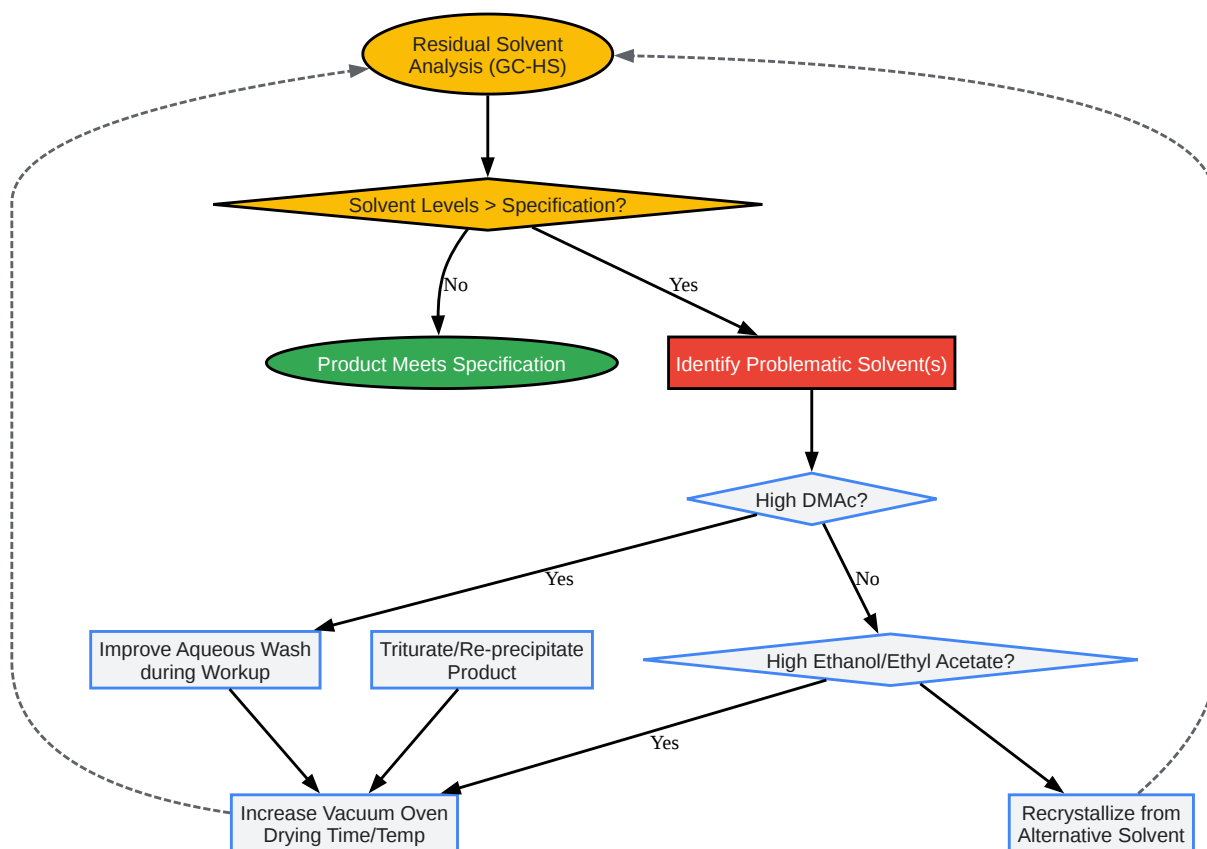 Residual Solvent
Analysis (GC-HS)
Solvent Levels > Specification?
No
Yes
Product Meets Specification
Identify Problematic Solvent(s)
High DMAc?
Yes
No
Improve Aqueous Wash
during Workup
Triturate/Re-precipitate
Product
High Ethanol/Ethyl Acetate?
Yes
Increase Vacuum Oven
Drying Time/Temp
Recrystallize from
Alternative Solvent